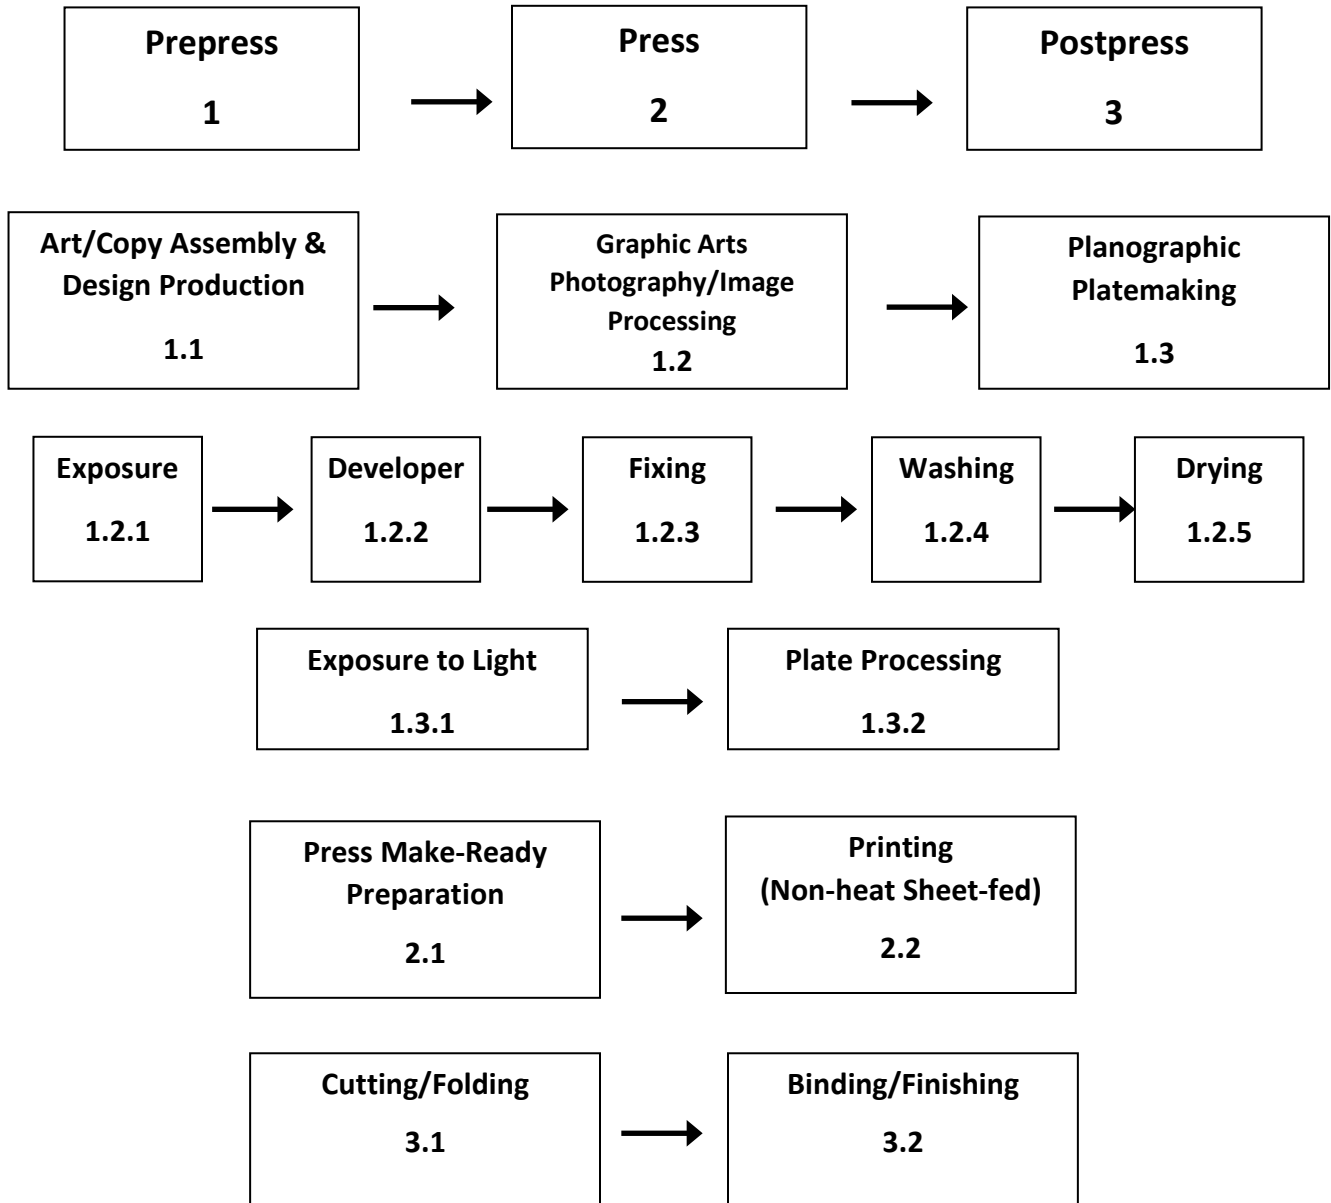 Prepress
1
Press
2
Postpress
3
Art/Copy Assembly &
Design Production
1.1
Graphic Arts
Photography/Image
Processing
1.2
Planographic
Platemaking
1.3
Exposure
1.2.1
Developer
1.2.2
Fixing
1.2.3
Washing
1.2.4
Drying
1.2.5
Exposure to Light
1.3.1
Plate Processing
1.3.2
Press Make-Ready
Preparation
2.1
Printing
(Non-heat Sheet-fed)
2.2
Cutting/Folding
3.1
Binding/Finishing
3.2